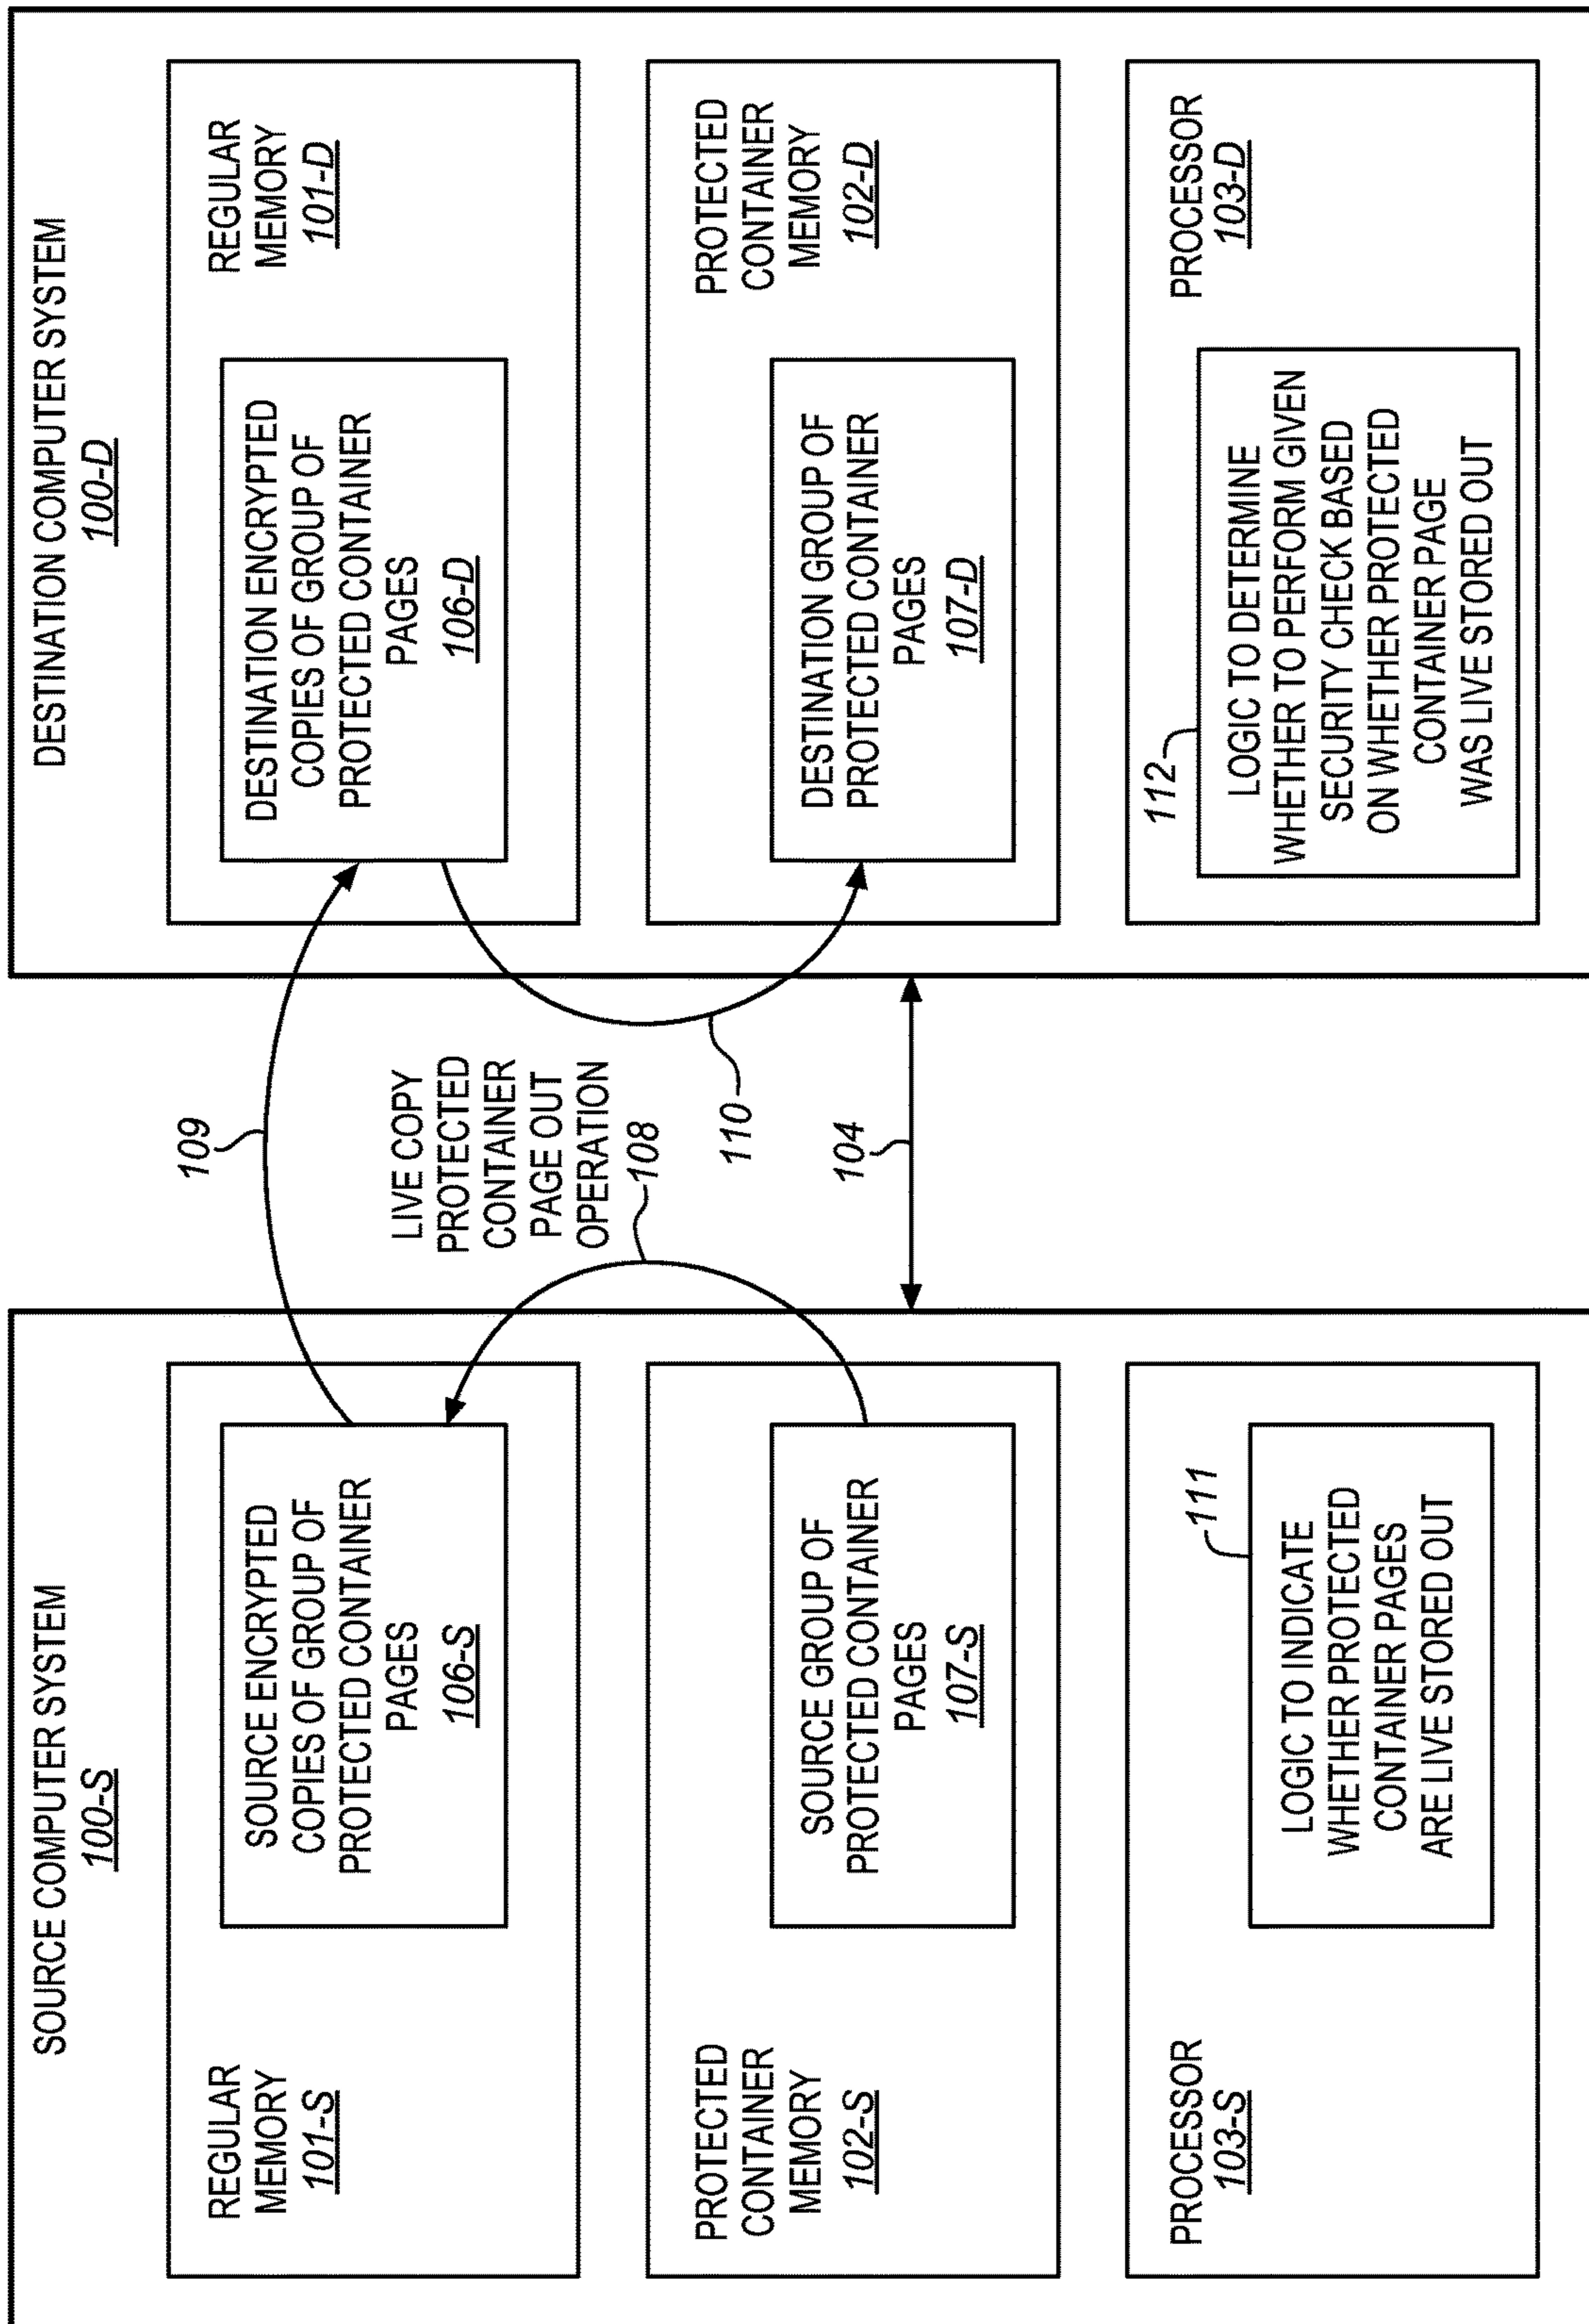 SOURCE COMPUTER SYSTEM
100-S
REGULAR
MEMORY
101-S
SOURCE ENCRYPTED
COPIES OF GROUP OF
PROTECTED CONTAINER
PAGES
106-S
PROTECTED
CONTAINER
MEMORY
102-S
SOURCE GROUP OF
PROTECTED CONTAINER
PAGES
107-S
PROCESSOR
103-S
111
LOGIC TO INDICATE
WHETHER PROTECTED
CONTAINER PAGES
ARE LIVE STORED OUT
109
LIVE COPY
PROTECTED
CONTAINER
PAGE OUT
OPERATION
108
110
104
DESTINATION COMPUTER SYSTEM
100-D
DESTINATION ENCRYPTED
COPIES OF GROUP OF
PROTECTED CONTAINER
PAGES
106-D
REGULAR
MEMORY
101-D
DESTINATION GROUP OF
PROTECTED CONTAINER
PAGES
107-D
PROTECTED
CONTAINER
MEMORY
102-D
112
LOGIC TO DETERMINE
WHETHER TO PERFORM GIVEN
SECURITY CHECK BASED
ON WHETHER PROTECTED
CONTAINER PAGE
WAS LIVE STORED OUT
PROCESSOR
103-D